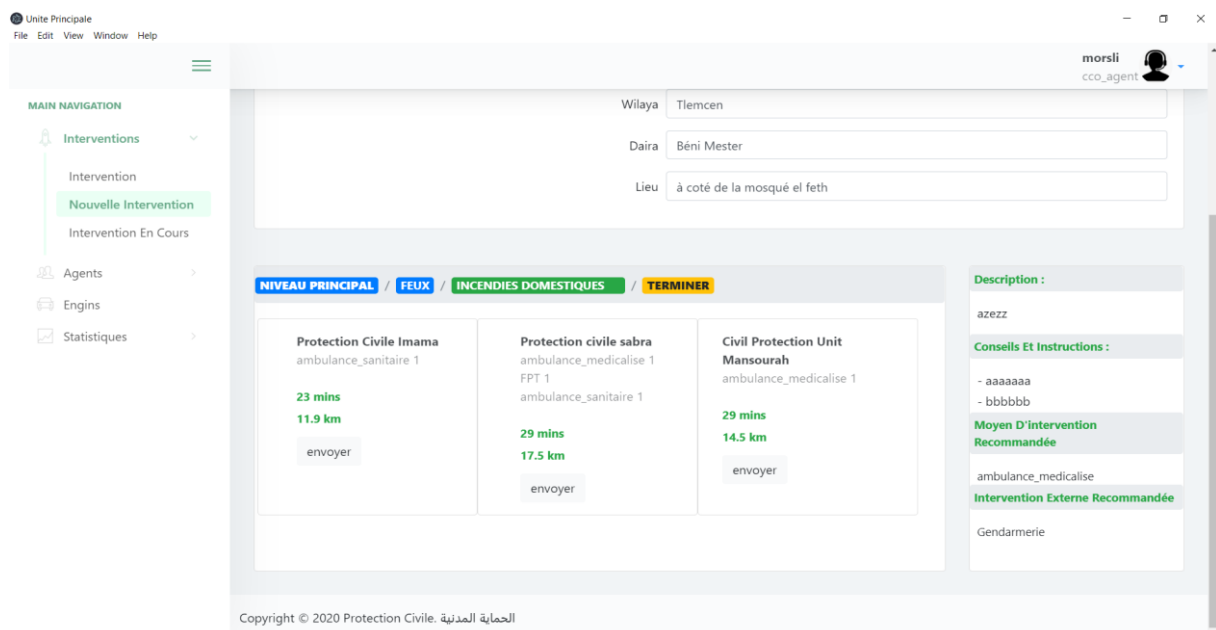 Unite Principale
File Edit View Window Help
morsli
cco_agent
MAIN NAVIGATION
Interventions
Intervention
Nouvelle Intervention
Intervention En Cours
Agents
Engins
Statistiques
Wilaya Tlemcen
Daira Béni Mester
Lieu à coté de la mosqué el feth
NIVEAU PRINCIPAL / FEUX / INCENDIES DOMESTIQUES / TERMINER
Protection Civile Imama
ambulance_sanitaire 1
23 mins
11.9 km
envoyer
Protection civile sabra
ambulance_medicalise 1
FPT 1
ambulance_sanitaire 1
29 mins
17.5 km
envoyer
Civil Protection Unit
Mansourah
ambulance_medicalise 1
29 mins
14.5 km
envoyer
Description :
azezz
Conseils Et Instructions :
- aaaaaaa
- bbbbbb
Moyen D'intervention
Recommandée
ambulance_medicalise
Intervention Externe Recommandée
Gendarmerie
Copyright © 2020 Protection Civile. الحماية المدنية